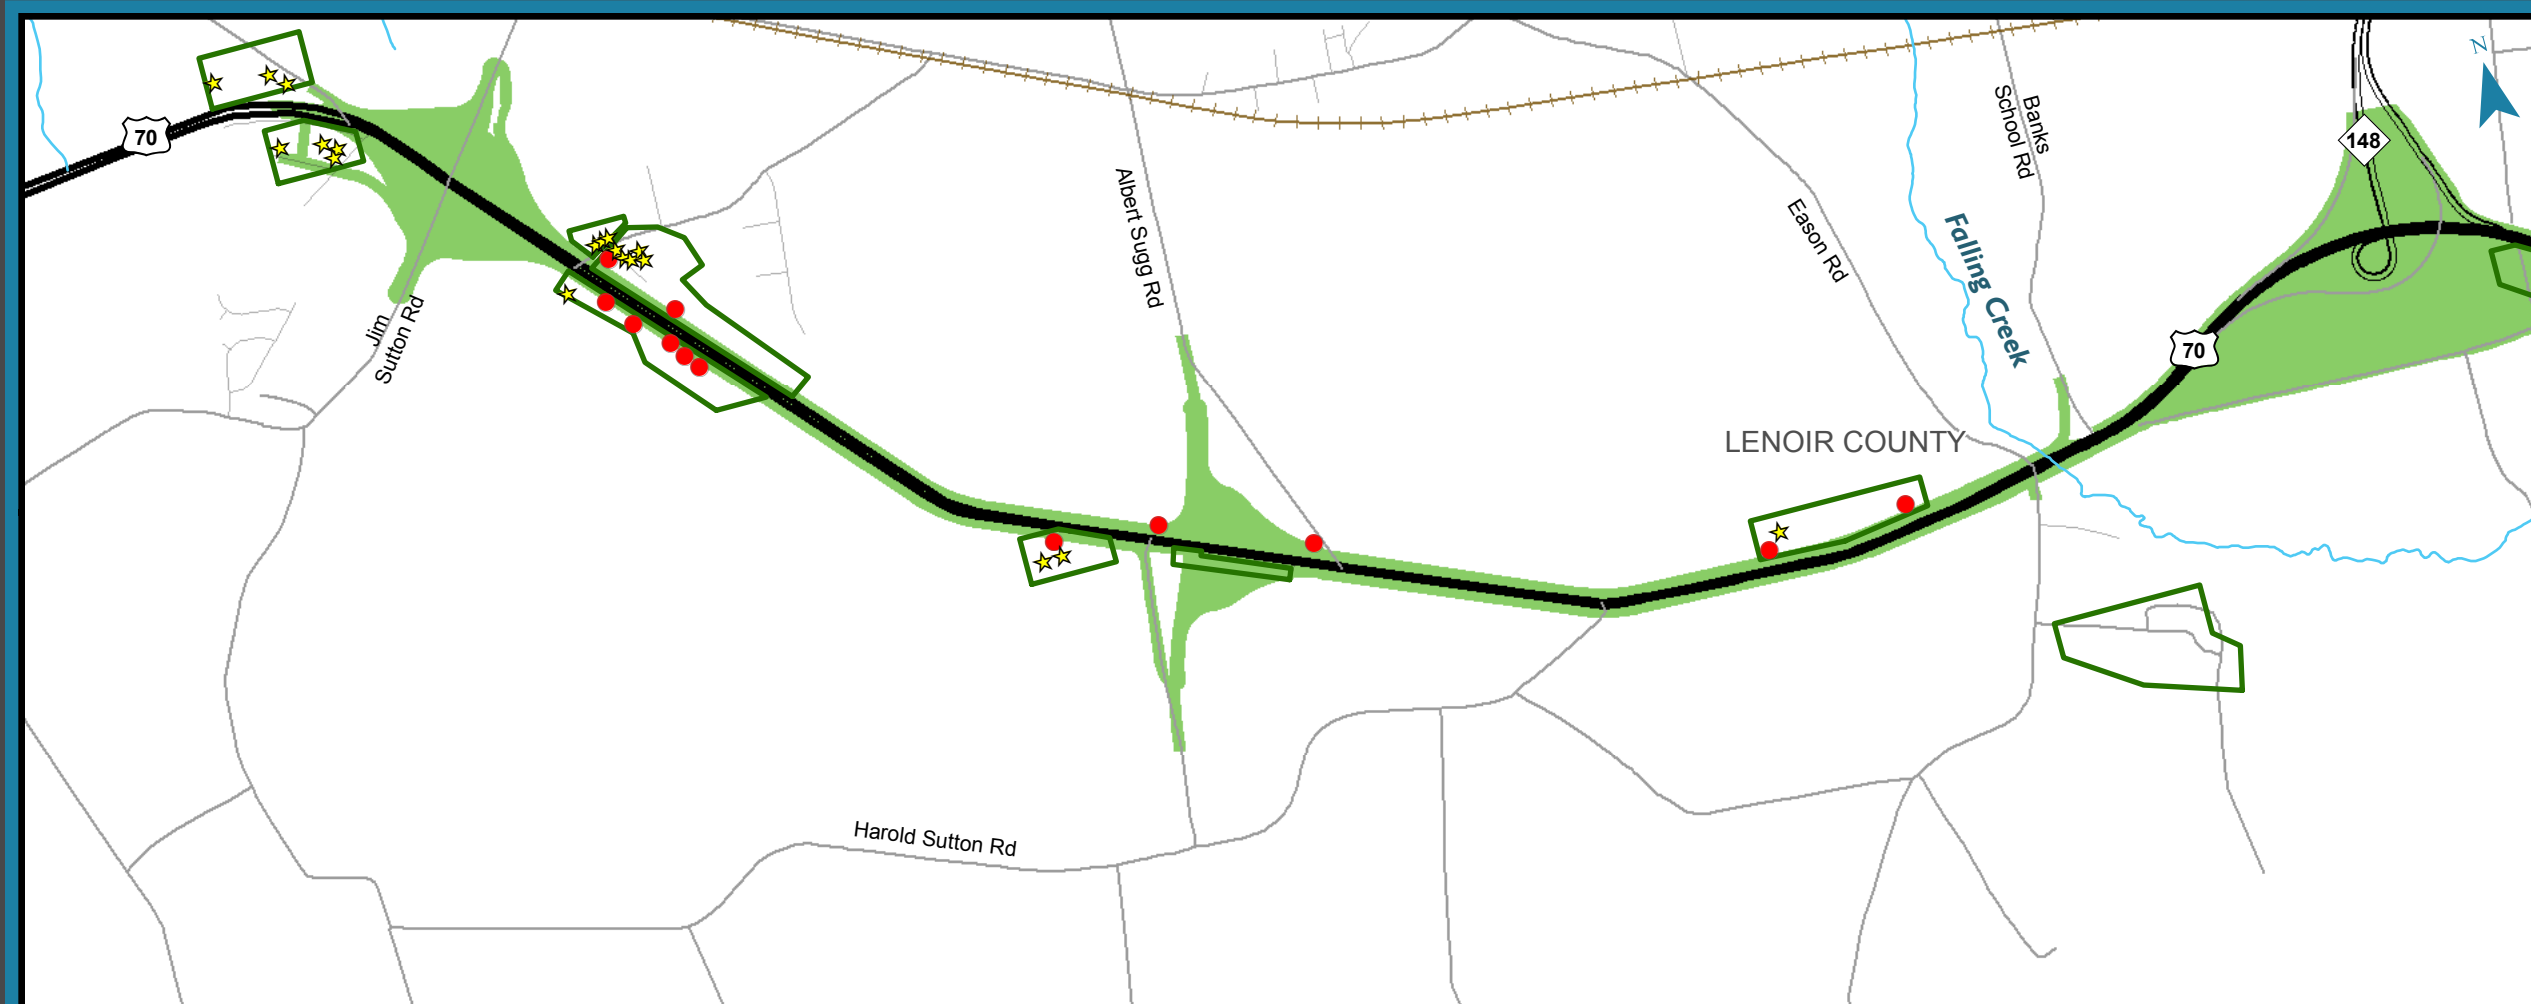 N
70
Banks
School Rd
148
Albert Sugg Rd
Eason Rd
Falling Creek
Jim
Sutton Rd
70
LENOIR COUNTY
Harold Sutton Rd